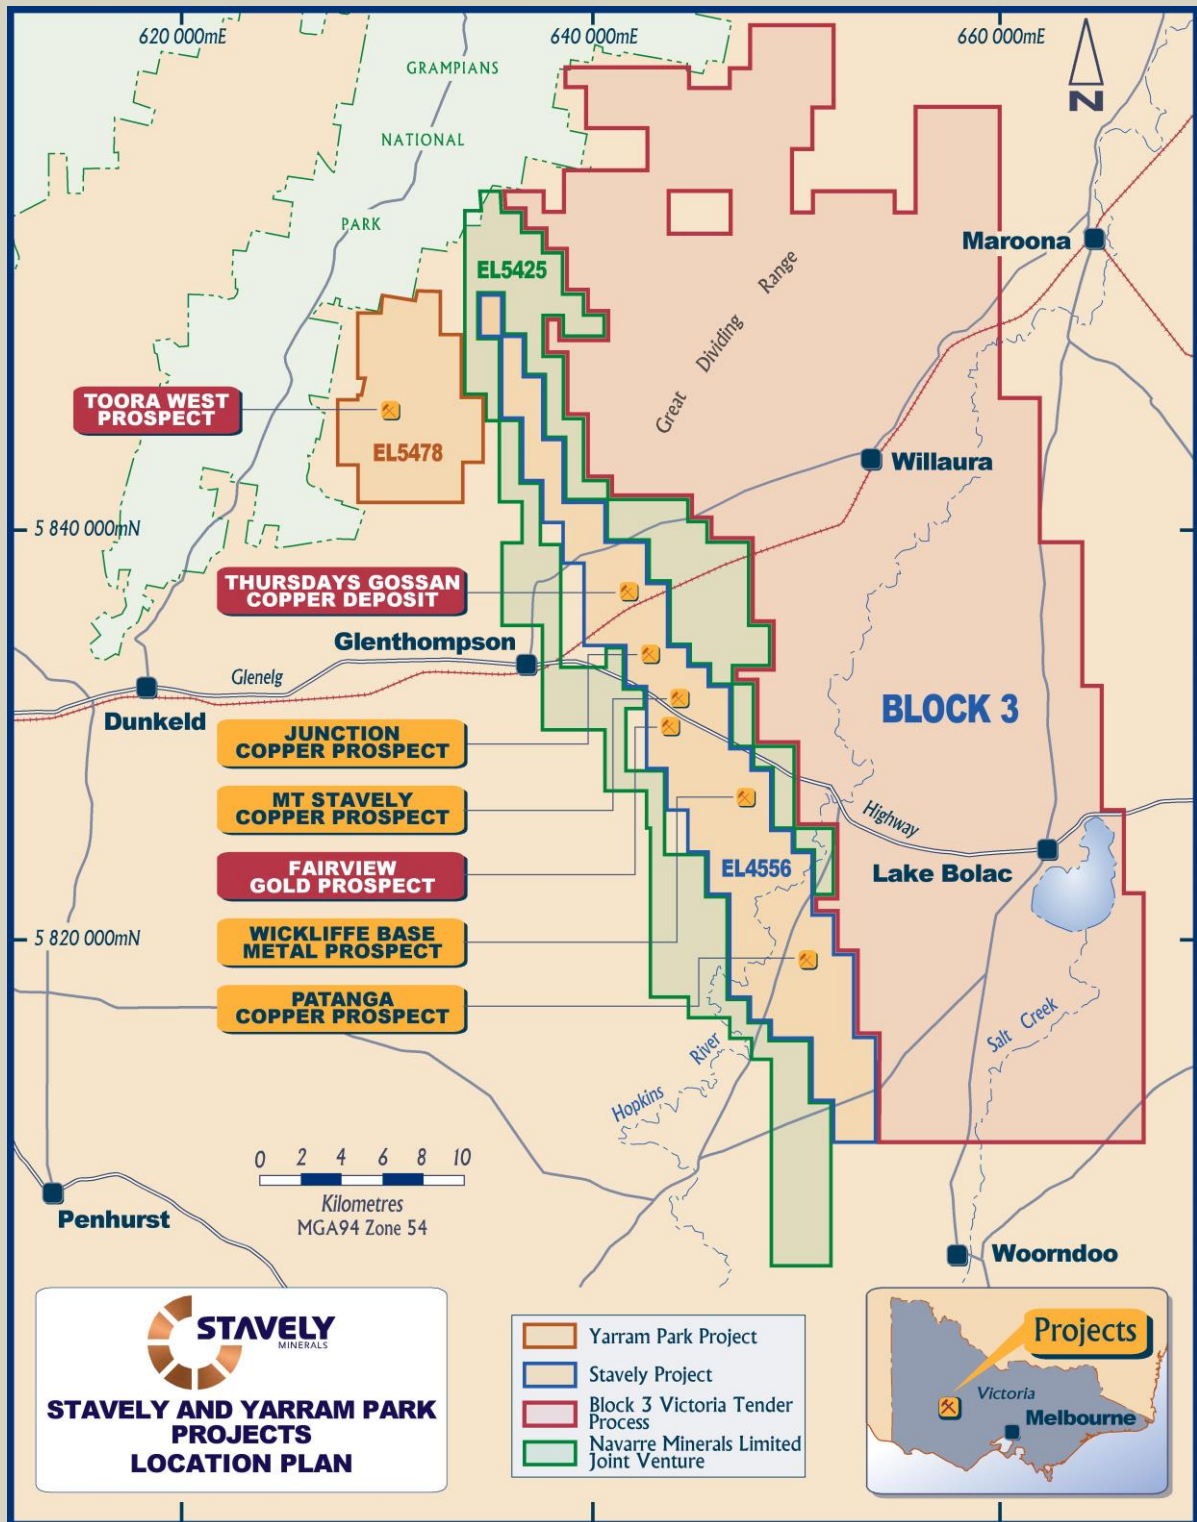 620 000mE
640 000mE
660 000mE
GRAMPIANS
NATIONAL
PARK
N
Maroona
EL5425
Great Dividing Range
TOORA WEST
PROSPECT
EL5478
Willaura
5 840 000mN
THURSDAYS GOSSAN
COPPER DEPOSIT
Glenthompson
Glenelg
Dunkeld
BLOCK 3
JUNCTION
COPPER PROSPECT
MT STAVELY
COPPER PROSPECT
Highway
FAIRVIEW
GOLD PROSPECT
EL4556
Lake Bolac
WICKLIFFE BASE
METAL PROSPECT
5 820 000mN
PATANGA
COPPER PROSPECT
Hopkins River
Salt Creek
0 2 4 6 8 10
Kilometres
MGA94 Zone 54
Penhurst
Woorndoo
STAVELY
MINERALS
STAVELY AND YARRAM PARK
PROJECTS
LOCATION PLAN
Yarram Park Project
Stavely Project
Block 3 Victoria Tender
Process
Navarre Minerals Limited
Joint Venture
Projects
Victoria
Melbourne